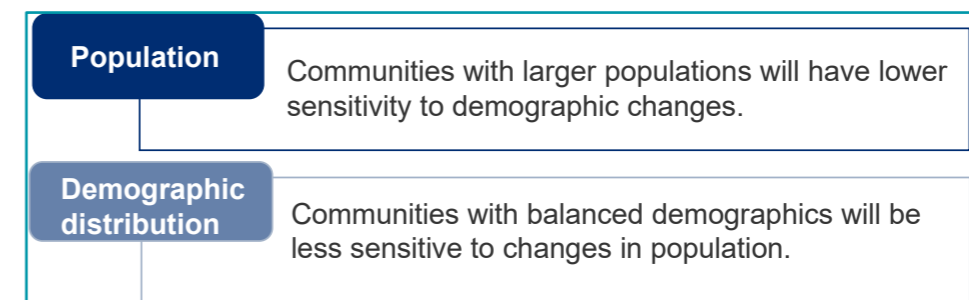 Population
Communities with larger populations will have lower
sensitivity to demographic changes.
Demographic
distribution
Communities with balanced demographics will be
less sensitive to changes in population.